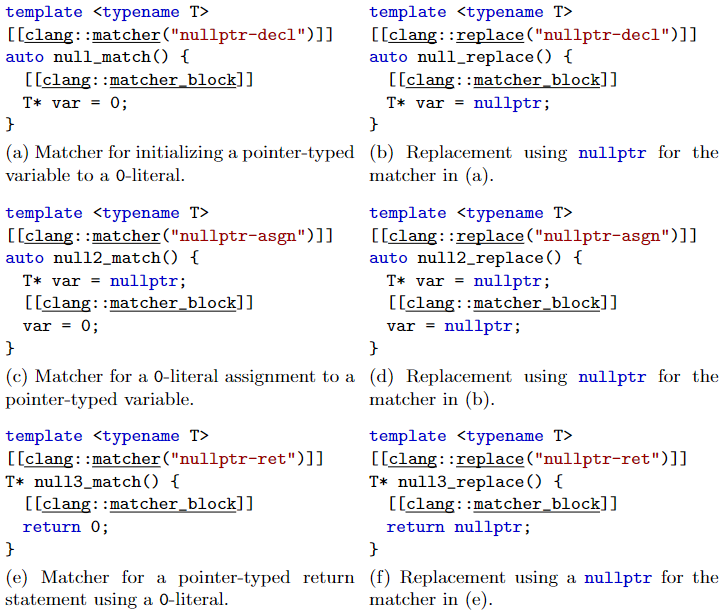 template <typename T>
[[clang::matcher("nullptr-decl")]]
auto null_match() {
[[clang::matcher_block]]
T* var = 0;
}
(a) Matcher for initializing a pointer-typed
variable to a 0-literal.
template <typename T>
[[clang::replace("nullptr-decl")]]
auto null_replace() {
[[clang::matcher_block]]
T* var = nullptr;
}
(b) Replacement using nullptr for the
matcher in (a).
template <typename T>
[[clang::matcher("nullptr-asgn")]]
auto null2_match() {
T* var = nullptr;
[[clang::matcher_block]]
var = 0;
}
(c) Matcher for a 0-literal assignment to a
pointer-typed variable.
template <typename T>
[[clang::replace("nullptr-asgn")]]
auto null2_replace() {
T* var = nullptr;
[[clang::matcher_block]]
var = nullptr;
}
(d) Replacement using nullptr for the
matcher in (b).
template <typename T>
[[clang::matcher("nullptr-ret")]]
T* null3_match() {
[[clang::matcher_block]]
return 0;
}
(e) Matcher for a pointer-typed return
statement using a 0-literal.
template <typename T>
[[clang::replace("nullptr-ret")]]
T* null3_replace() {
[[clang::matcher_block]]
return nullptr;
}
(f) Replacement using a nullptr for the
matcher in (e).